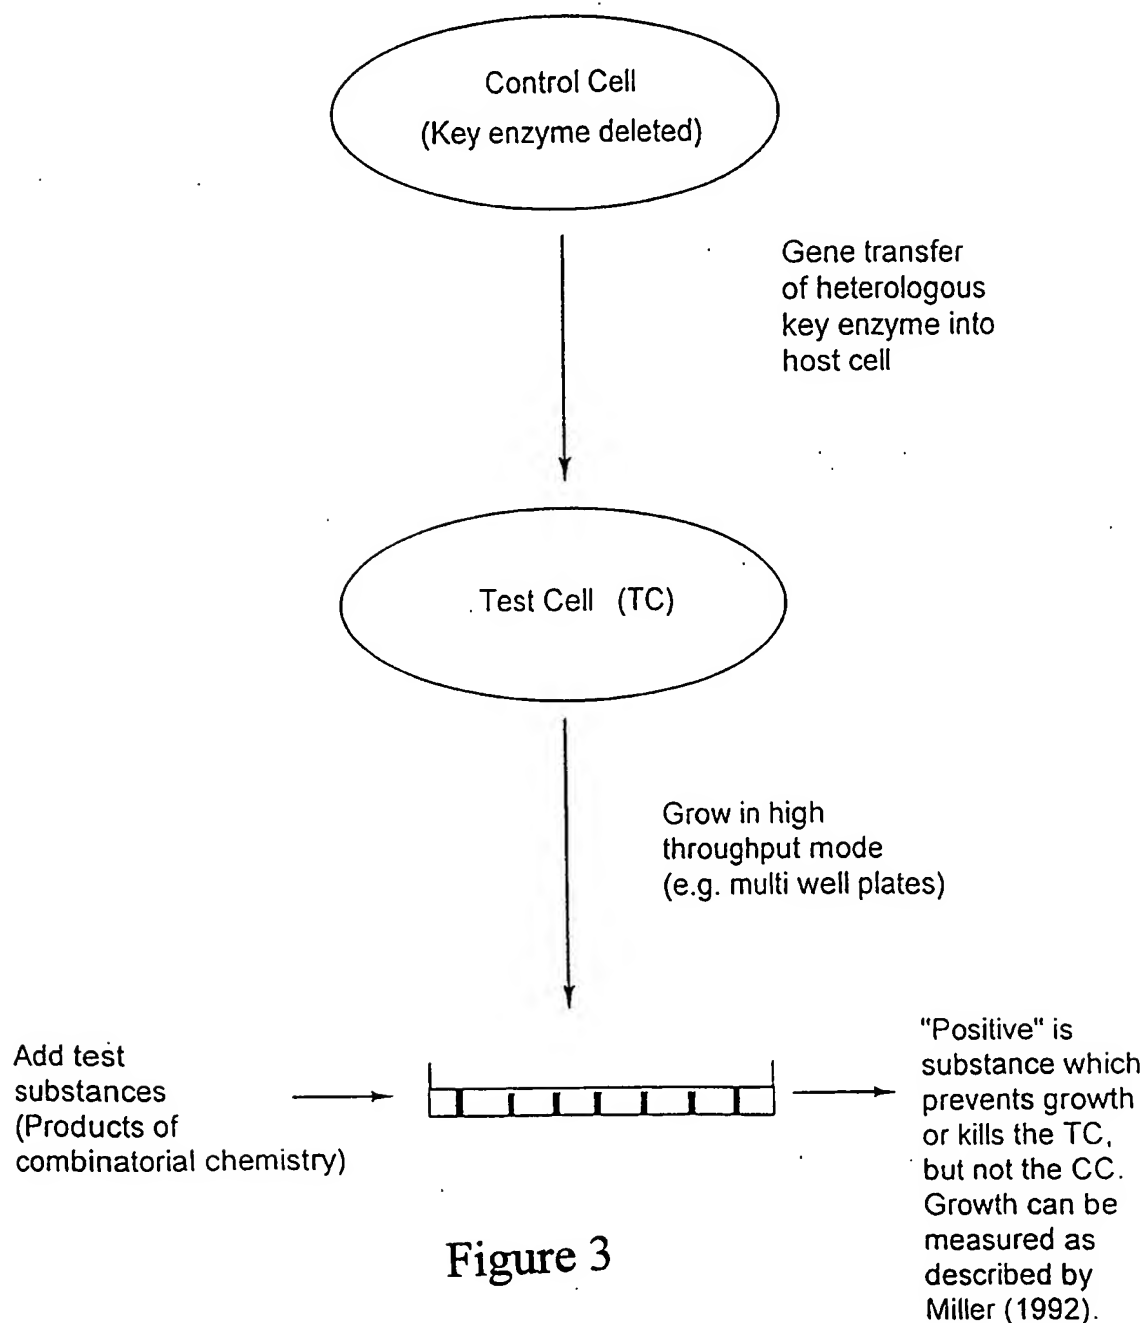 Control Cell
(Key enzyme deleted)
Gene transfer
of heterologous
key enzyme into
host cell
Test Cell (TC)
Grow in high
throughput mode
(e.g. multi well plates)
Add test
substances
(Products of
combinatorial chemistry)
"Positive" is
substance which
prevents growth
or kills the TC,
but not the CC.
Growth can be
measured as
described by
Miller (1992).
Figure 3